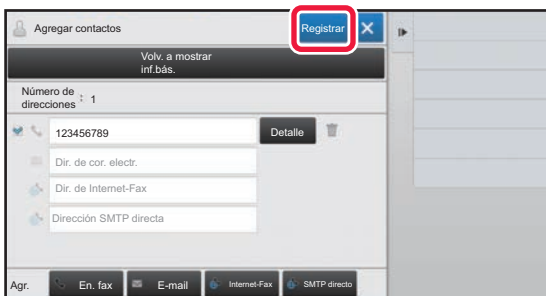 Agregar contactos
Registrar
Volv. a mostrar
inf.bás.
Número de
direcciones : 1
123456789
Detalle
Dir. de cor. electr.
Dir. de Internet-Fax
Dirección SMTP directa
Agr.
En. fax
E-mail
Internet-Fax
SMTP directo